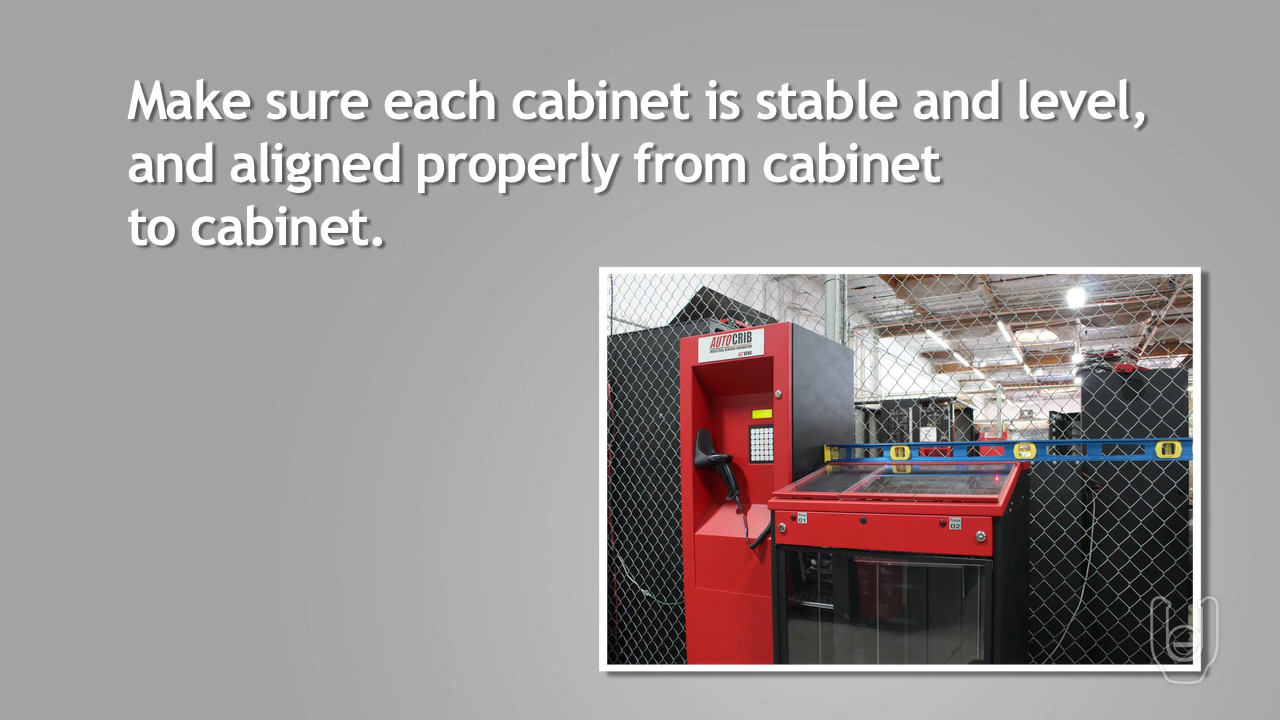 Make sure each cabinet is stable and level,
and aligned properly from cabinet
to cabinet.
AUTOCRIB
01
02